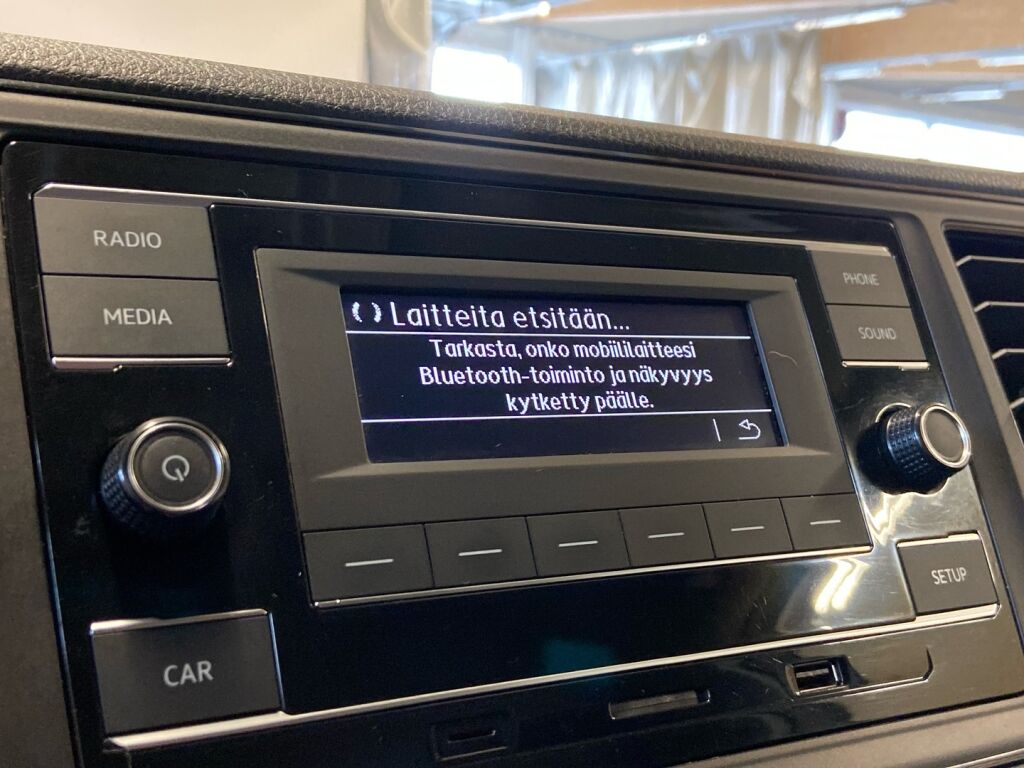 RADIO
MEDIA
PHONE
SOUND
Laitteita etsitään...
Tarkasta, onko mobiililaitteesi
Bluetooth-toiminto ja näkyvyys
kytketty päälle.
SETUP
CAR